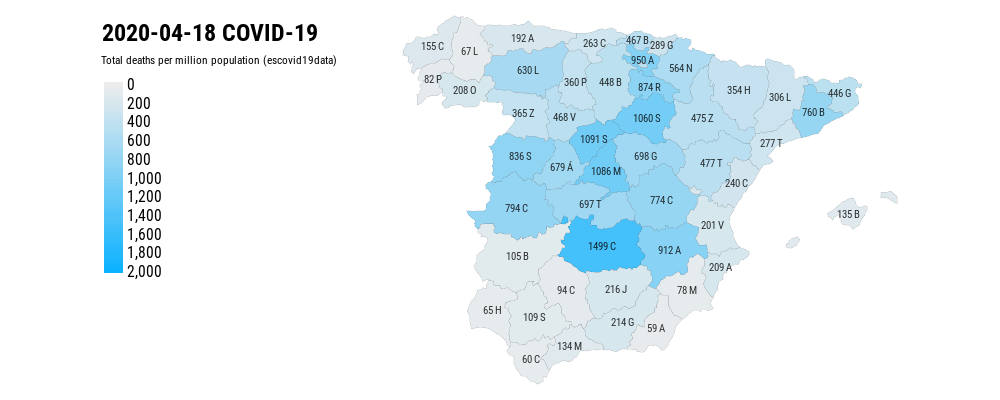 2020-04-18 COVID-19
Total deaths per million population (escovid19data)
0
200
400
600
800
1,000
1,200
1,400
1,600
1,800
2,000
155 C
67 L
192 A
263 C
467 B
289 G
82 P
208 O
630 L
360 P
448 B
950 A
564 N
874 R
354 H
306 L
446 G
760 B
365 Z
468 V
1060 S
475 Z
277 T
1091 S
836 S
679 Á
1086 M
698 G
477 T
240 C
794 C
697 T
774 C
201 V
135 B
105 B
1499 C
912 A
209 A
94 C
216 J
78 M
65 H
109 S
214 G
59 A
134 M
60 C